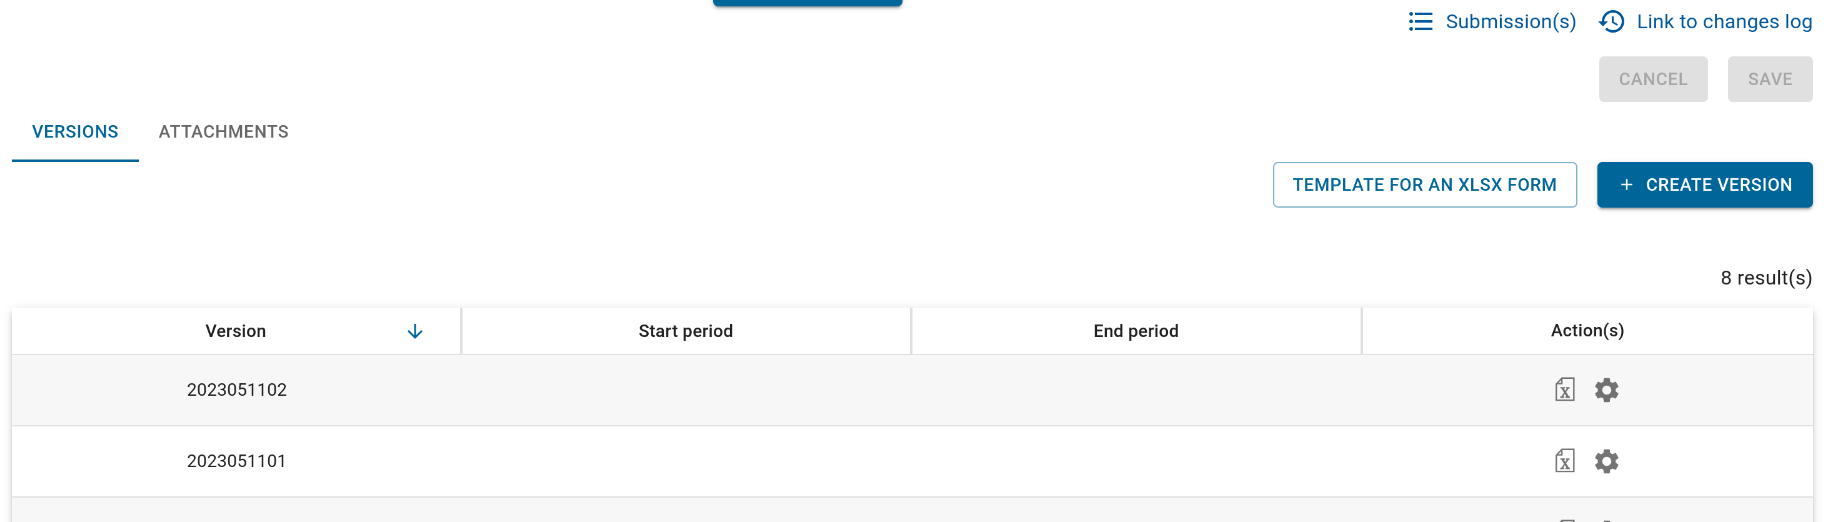 Submission(s) Link to changes log
CANCEL SAVE
VERSIONS ATTACHMENTS
TEMPLATE FOR AN XLSX FORM + CREATE VERSION
8 result(s)
Version Start period End period Action(s)
2023051102
2023051101